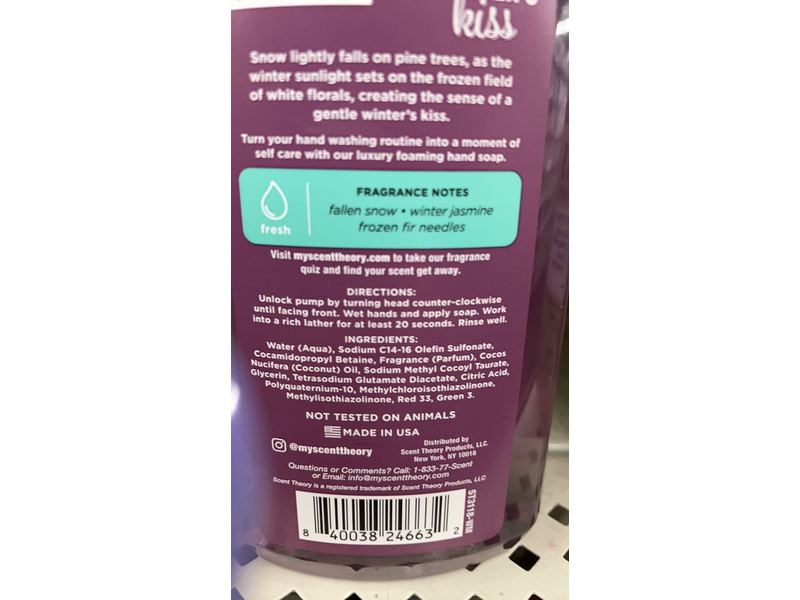 kiss
Snow lightly falls on pine trees, as the
winter sunlight sets on the frozen field
of white florals, creating the sense of a
gentle winter's kiss.
Turn your hand washing routine into a moment of
self care with our luxury foaming hand soap.
fresh
FRAGRANCE NOTES
fallen snow • winter jasmine
frozen fir needles
Visit myscenttheory.com to take our fragrance
quiz and find your scent get away.
DIRECTIONS:
Unlock pump by turning head counter-clockwise
until facing front. Wet hands and apply soap. Work
into a rich lather for at least 20 seconds. Rinse well.
INGREDIENTS:
Water (Aqua), Sodium C14-16 Olefin Sulfonate,
Cocamidopropyl Betaine, Fragrance (Parfum), Cocos
Nucifera (Coconut) Oil, Sodium Methyl Cocoyl Taurate,
Glycerin, Tetrasodium Glutamate Diacetate, Citric Acid,
Polyquaternium-10, Methylchloroisothiazolinone,
Methylisothiazolinone, Red 33, Green 3.
NOT TESTED ON ANIMALS
MADE IN USA
@myscenttheory
Distributed by
Scent Theory Products, LLC.
New York, NY 10018
Questions or Comments? Call: 1-833-77-Scent
or Email: info@myscenttheory.com
Scent Theory is a registered trademark of Scent Theory Products, LLC
8 40038 24663 2
ST3118-WM